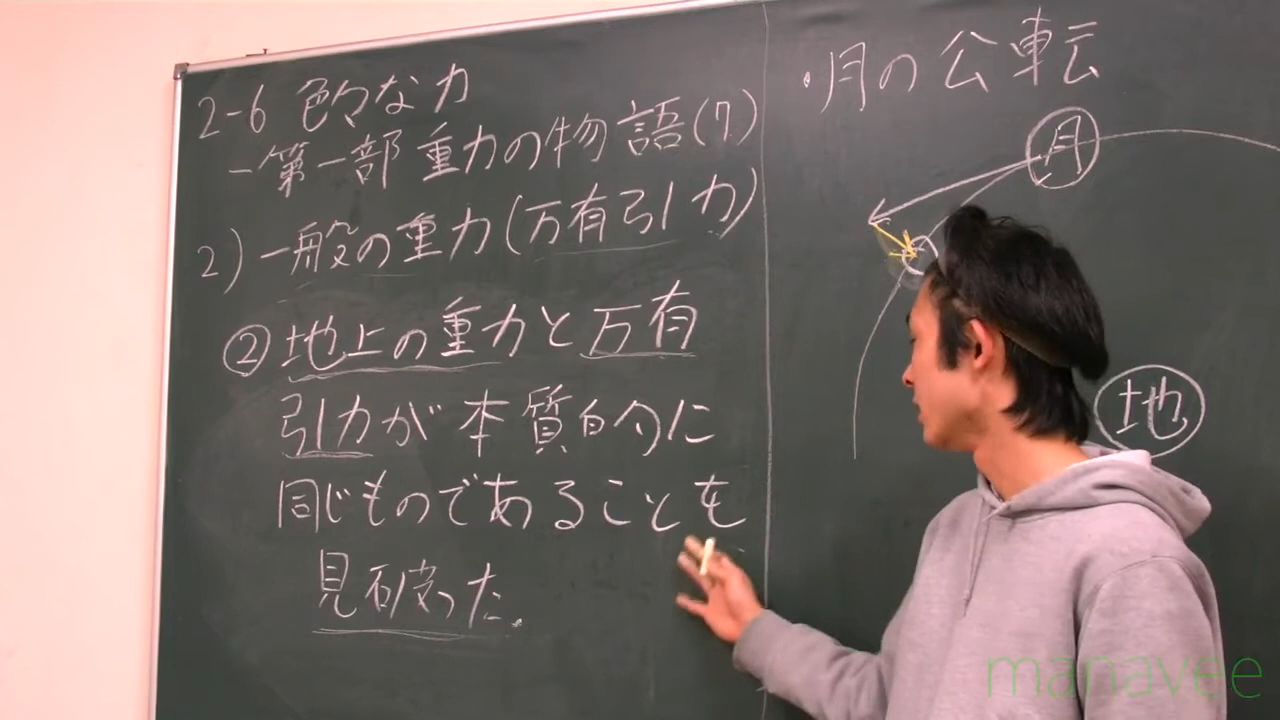 2-6 色々な力
-第一部重力の物語(7)
2)一般の重力(万有引力)
②地上の重力と万有
引力が本質的に
同じものであることを
見破った。
・月の公転
月
地
manavee